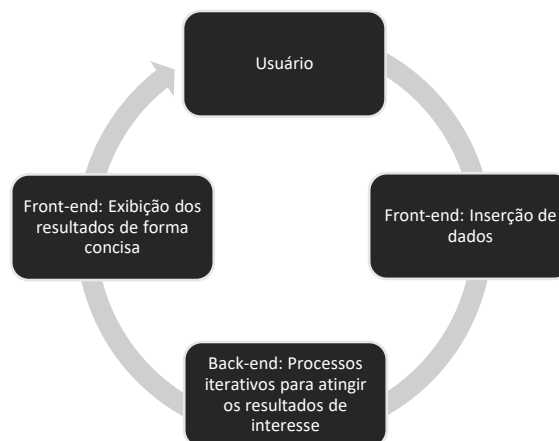 Usuário
Front-end: Inserção de
dados
Back-end: Processos
iterativos para atingir
os resultados de
interesse
Front-end: Exibição dos
resultados de forma
concisa